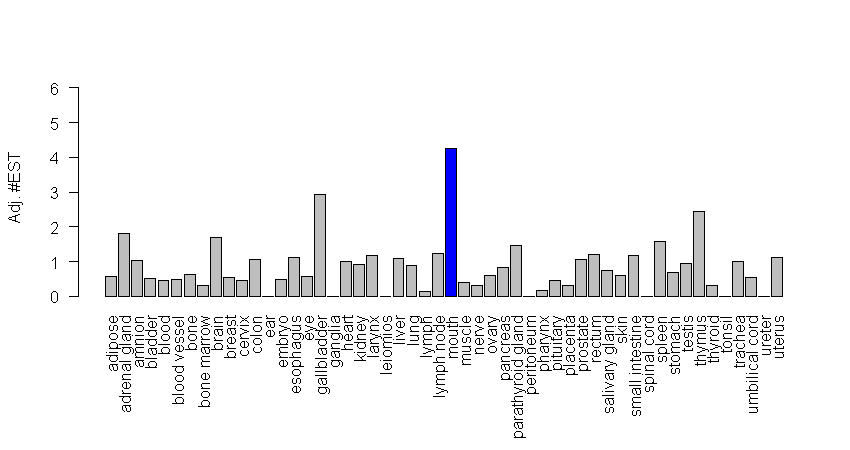 Adj. #EST
6
5
4
3
2
1
0
adipose
adrenal gland
amnion
bladder
blood
blood vessel
bone
bone marrow
brain
breast
cervix
colon
ear
embryo
esophagus
eye
gallbladder
ganglia
heart
kidney
larynx
leiomios
liver
lung
lymph
lymph node
mouth
muscle
nerve
ovary
pancreas
parathyroid gland
peritoneum
pharynx
pituitary
placenta
prostate
rectum
salivary gland
skin
small intestine
spinal cord
spleen
stomach
testis
thymus
thyroid
tonsil
trachea
umbilical cord
ureter
uterus